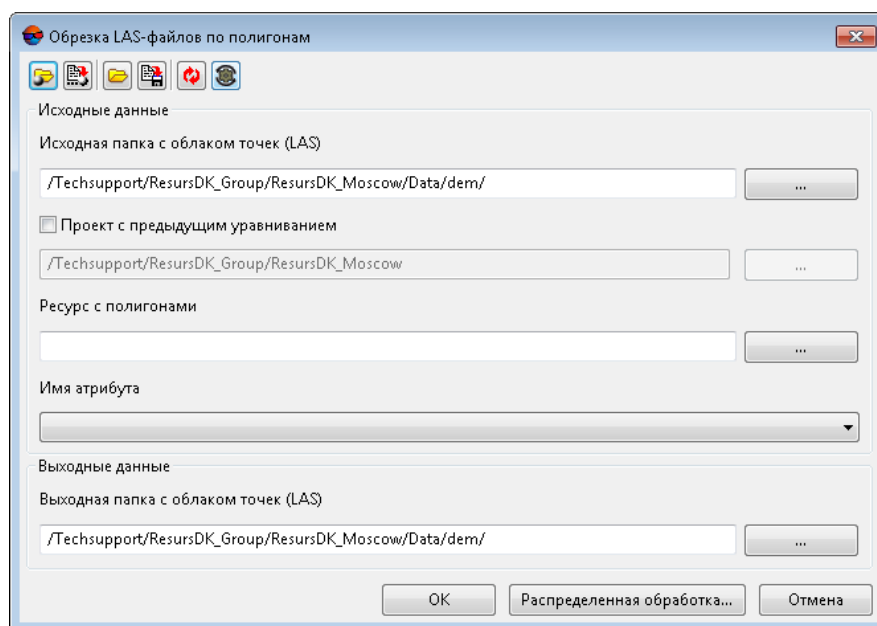 Обрезка LAS-файлов по полигонам
Исходные данные
Исходная папка с облаком точек (LAS)
/Techsupport/ResursDK_Group/ResursDK_Moscow/Data/dem/
...
Проект с предыдущим уравниванием
/Techsupport/ResursDK_Group/ResursDK_Moscow
...
Ресурс с полигонами
...
Имя атрибута
Выходные данные
Выходная папка с облаком точек (LAS)
/Techsupport/ResursDK_Group/ResursDK_Moscow/Data/dem/
...
OK
Распределенная обработка...
Отмена